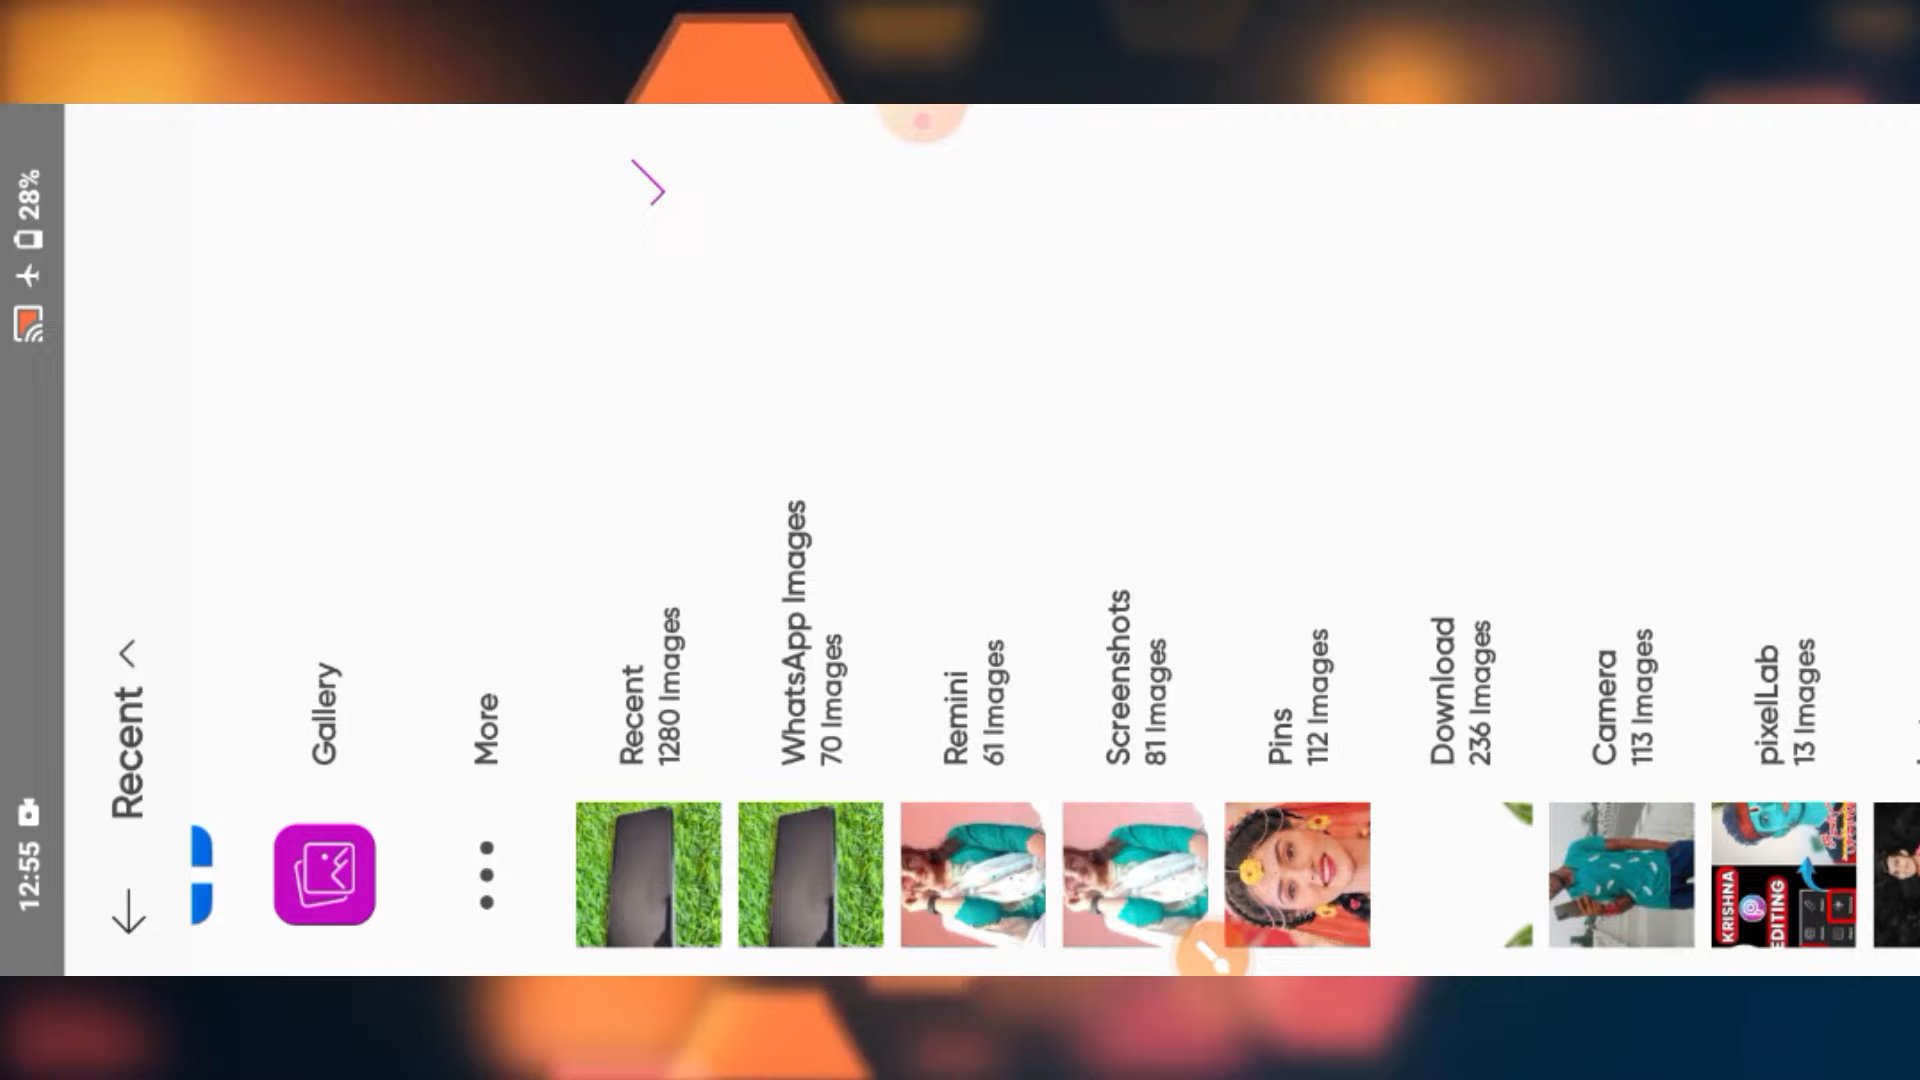 12:55
28%
Recent
Gallery
More
Recent
1280 Images
WhatsApp Images
70 Images
Remini
61 Images
Screenshots
81 Images
Pins
112 Images
Download
236 Images
Camera
113 Images
pixelLab
13 Images
KRISHNA
EDITING